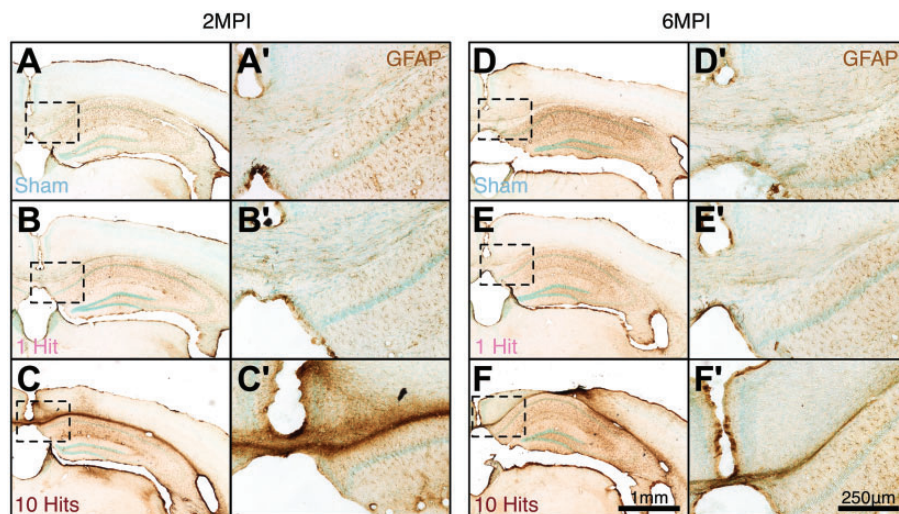 2MPI
6MPI
A
A'
GFAP
D
D'
GFAP
Sham
Sham
B
B'
E
E'
1 Hit
1 Hit
C
C'
F
F'
10 Hits
10 Hits
1mm
250µm